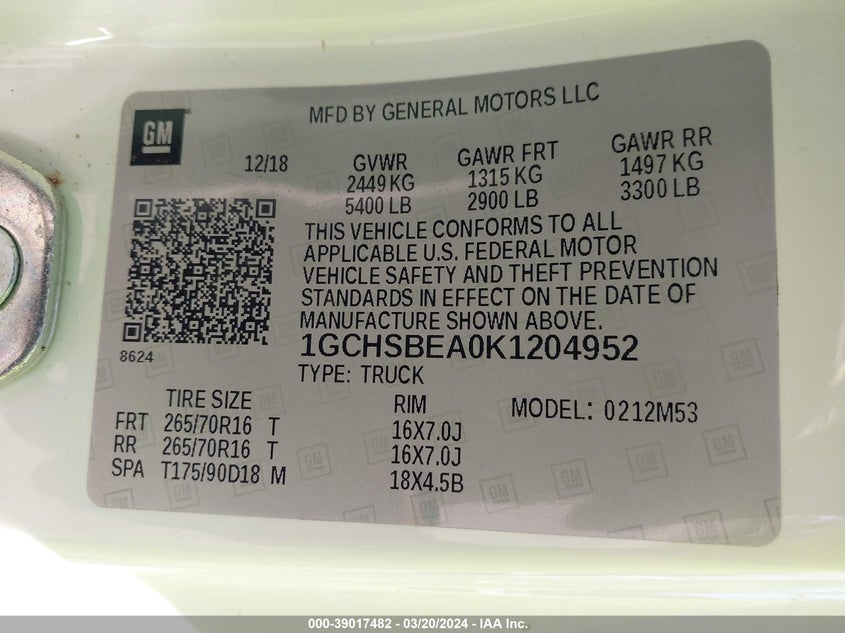 GM
MFD BY GENERAL MOTORS LLC
12/18 GVWR GAWR FRT GAWR RR
2449 KG 1315 KG 1497 KG
5400 LB 2900 LB 3300 LB
THIS VEHICLE CONFORMS TO ALL
APPLICABLE U.S. FEDERAL MOTOR
VEHICLE SAFETY AND THEFT PREVENTION
STANDARDS IN EFFECT ON THE DATE OF
MANUFACTURE SHOWN ABOVE.
8624
1GCHSBEA0K1204952
TYPE: TRUCK
TIRE SIZE RIM MODEL: 0212M53
FRT 265/70R16 T 16X7.0J
RR 265/70R16 T 16X7.0J
SPA T175/90D18 M 18X4.5B
000-39017482 - 03/20/2024 - IAA Inc.